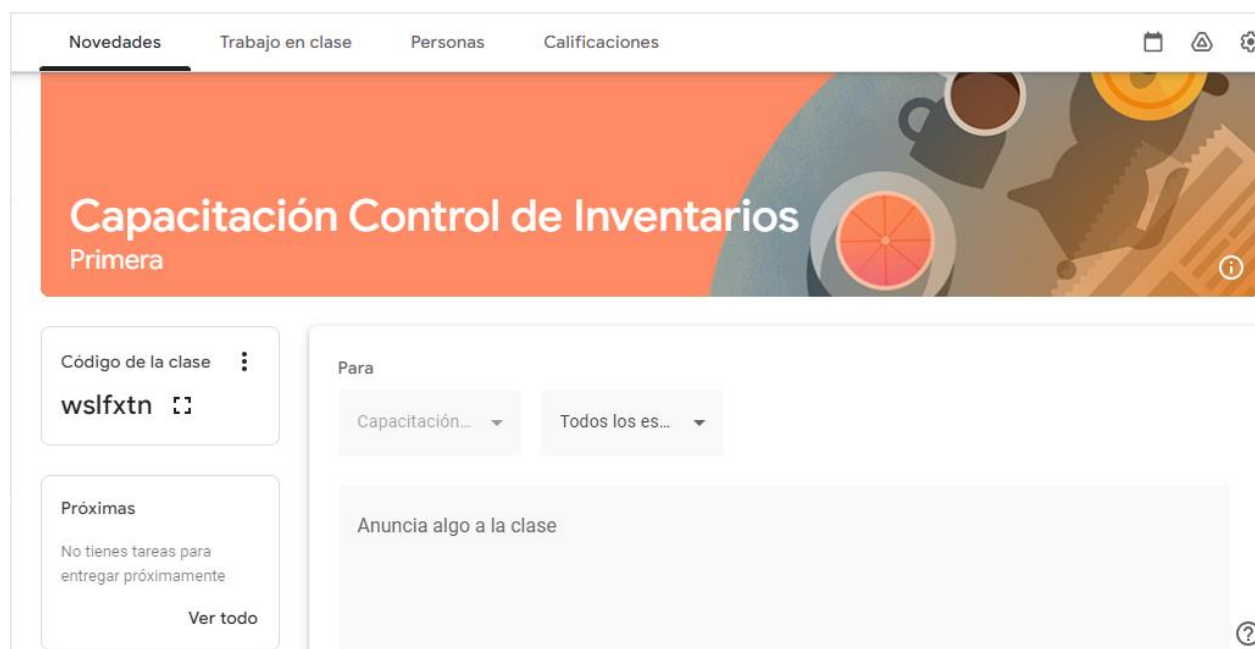 Novedades Trabajo en clase Personas Calificaciones
Capacitación Control de Inventarios
Primera
Código de la clase
wslfxtn
Próximas
No tienes tareas para
entregar próximamente
Ver todo
Para
Capacitación... Todos los es...
Anuncia algo a la clase